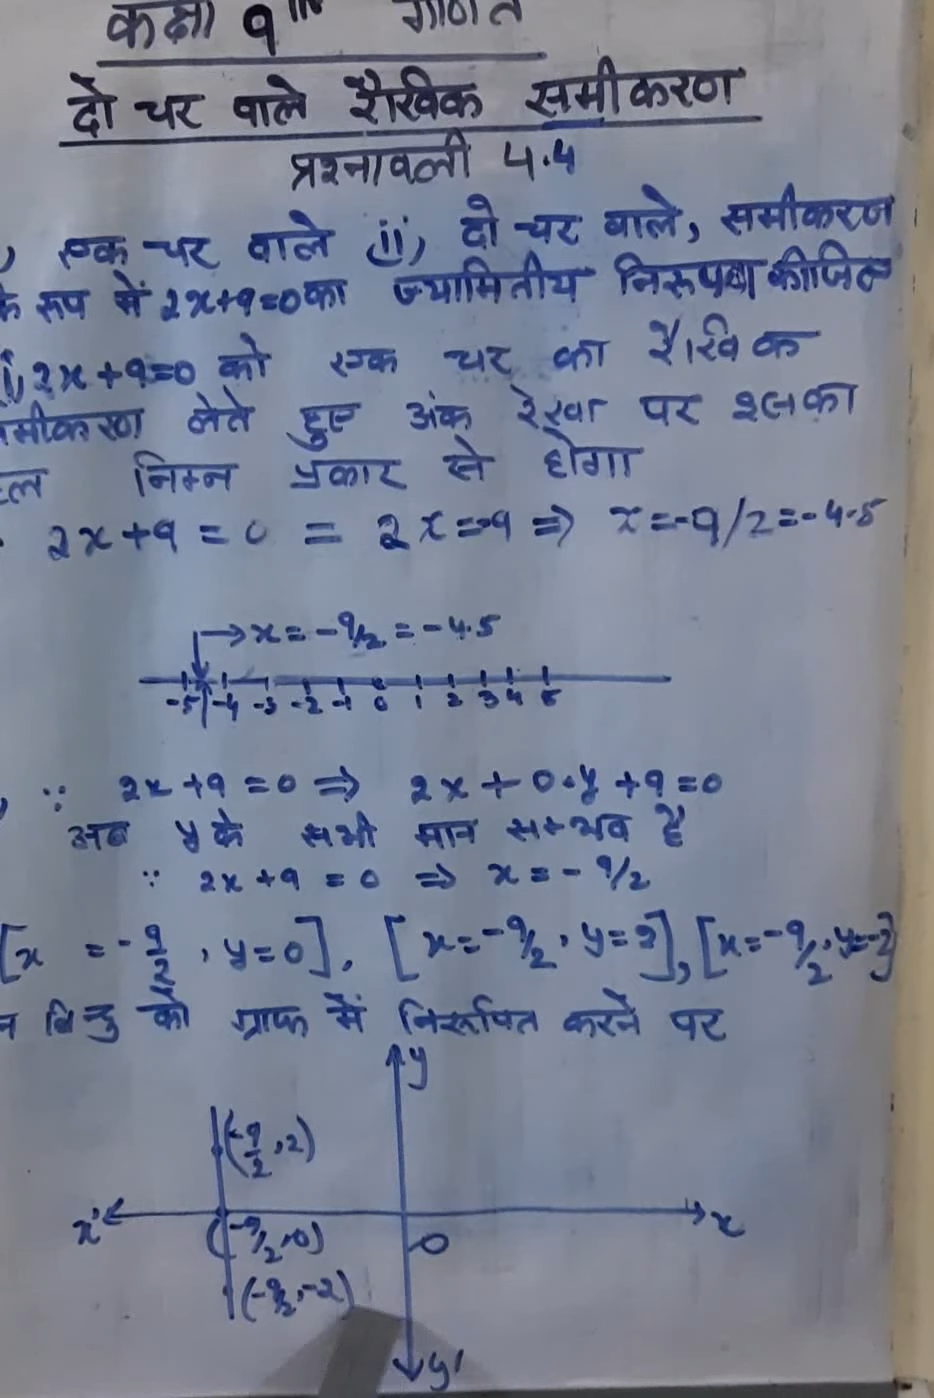 कक्षा 9th गणित
दो चर वाले रैखिक समीकरण
प्रश्नावली 4.4
, एक चर वाले (ii), दो चर वाले, समीकरण
के रूप में 2x+9=0 का ज्यामितीय निरूपण कीजिए
(i, 2x+9=0 को एक चर का रैखिक
समीकरण लेते हुए अंक रेखा पर इसका
हल निम्न प्रकार से होगा
2x+9=0 = 2x=-9 ⇒ x=-9/2=-4.5
→x=-9/2=-4.5
-5 -4 -3 -2 -1 0 1 2 3 4 5
, ∵ 2x+9=0 ⇒ 2x+0.y+9=0
अब y के सभी मान सम्भव है
∵ 2x+9=0 ⇒ x=-9/2
[x = -9/2, y=0], [x=-9/2, y=2], [x=-9/2, y=-2]
न बिन्दु को ग्राफ में निरूपित करने पर
y
(-9/2, 2)
x' x
(-9/2, 0) 0
(-9/2, -2)
y'